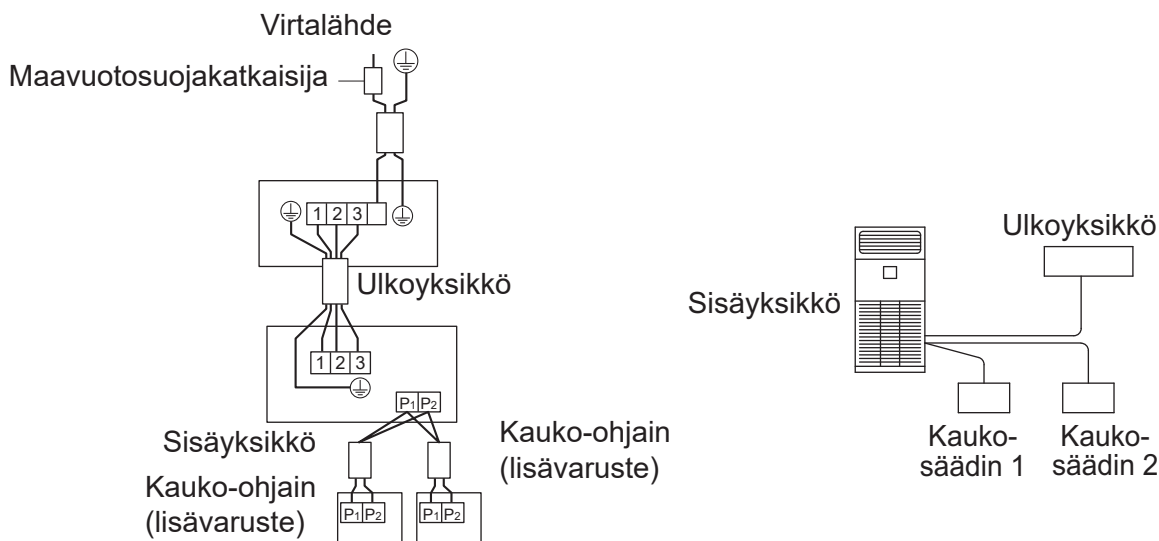 Virtalähde
Maavuotosuojakatkaisija
1 2 3
Ulkoyksikkö
1 2 3
P1 P2
Sisäyksikkö
Kauko-ohjain
(lisävaruste)
Kauko-ohjain
(lisävaruste)
P1 P2
P1 P2
Ulkoyksikkö
Sisäyksikkö
Kauko-
säädin 1
Kauko-
säädin 2